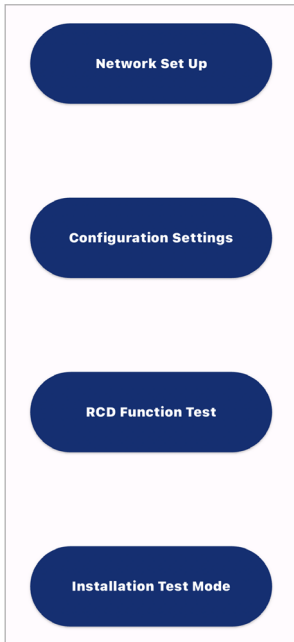 Network Set Up
Configuration Settings
RCD Function Test
Installation Test Mode